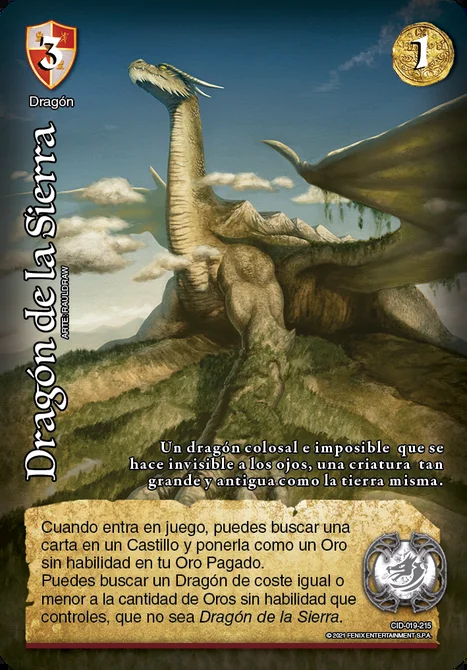 3
1
Dragón
Dragón de la Sierra
ARTE: RAULDRAW
Un dragón colosal e imposible que se
hace invisible a los ojos, una criatura tan
grande y antigua como la tierra misma.
Cuando entra en juego, puedes buscar una
carta en un Castillo y ponerla como un Oro
sin habilidad en tu Oro Pagado.
Puedes buscar un Dragón de coste igual o
menor a la cantidad de Oros sin habilidad que
controles, que no sea Dragón de la Sierra.
CID-019-215
© 2021 FENIX ENTERTAINMENT S.P.A.